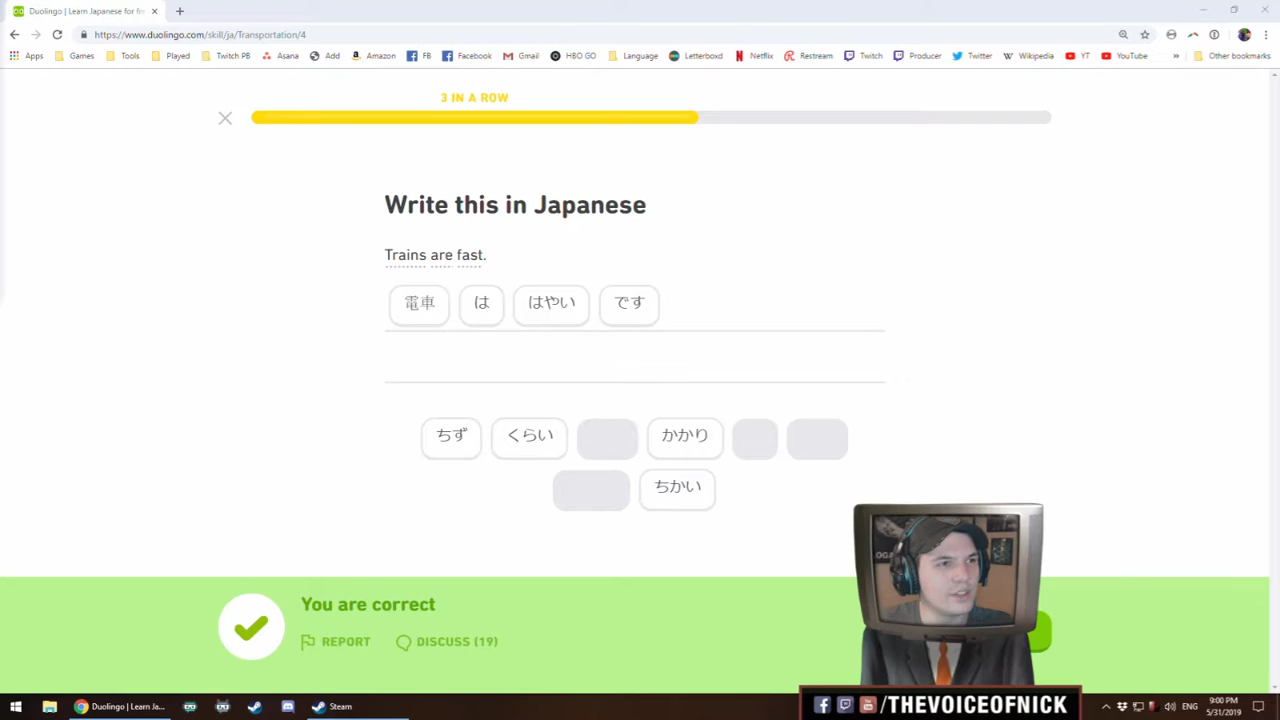 Duolingo | Learn Japanese for fr
https://www.duolingo.com/skill/ja/Transportation/4
Apps Games Tools Played Twitch PB Asana Add Amazon FB Facebook Gmail HBO GO Language Letterboxd Netflix Restream Twitch Producer Twitter Wikipedia YT YouTube » Other bookmarks
3 IN A ROW
Write this in Japanese
Trains are fast.
電車 は はやい です
ちず くらい かかり
ちかい
You are correct
REPORT DISCUSS (19)
/THEVOICEOFNICK
Duolingo | Learn Ja... Steam
ENG
9:00 PM
5/31/2019